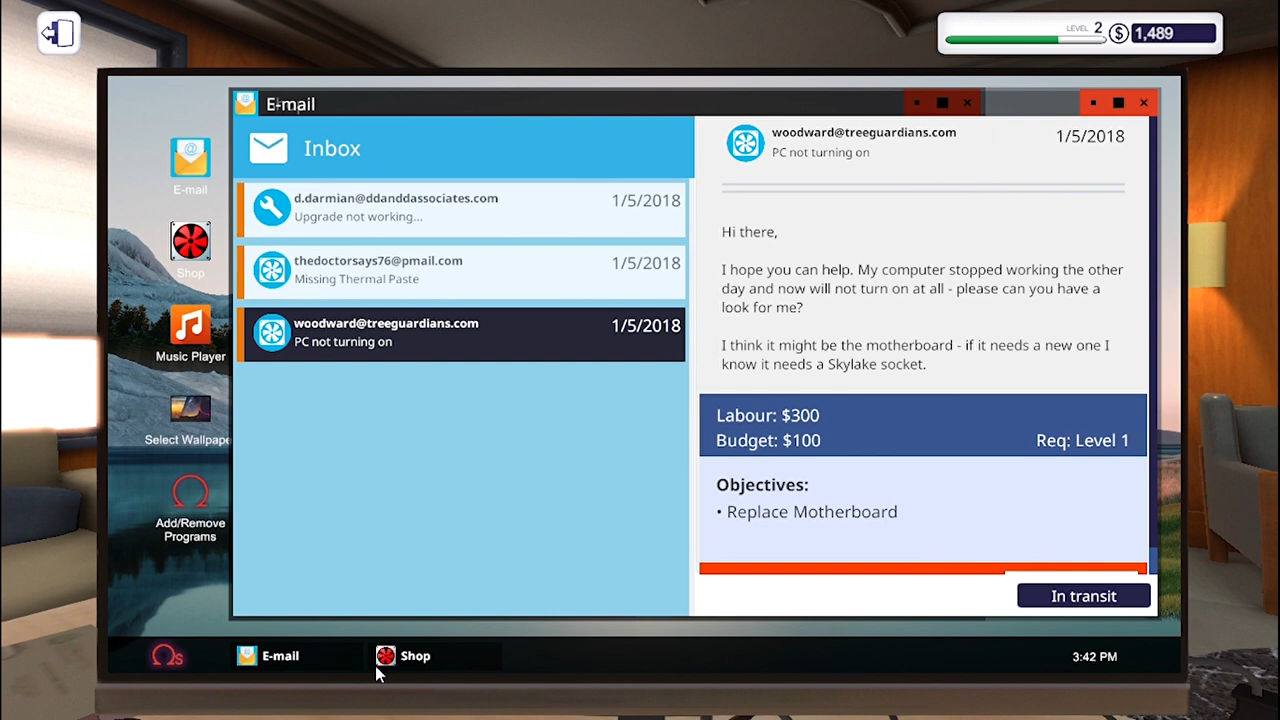 LEVEL 2 $ 1,489
E-mail
Inbox
d.darmian@ddanddassociates.com 1/5/2018
Upgrade not working...
thedoctorsays76@pmail.com 1/5/2018
Missing Thermal Paste
woodward@treeguardians.com 1/5/2018
PC not turning on
woodward@treeguardians.com 1/5/2018
PC not turning on
Hi there,
I hope you can help. My computer stopped working the other
day and now will not turn on at all - please can you have a
look for me?
I think it might be the motherboard - if it needs a new one I
know it needs a Skylake socket.
Labour: $300
Budget: $100 Req: Level 1
Objectives:
• Replace Motherboard
In transit
E-mail
Shop
Music Player
Select Wallpape
Add/Remove
Programs
Ωs E-mail Shop 3:42 PM